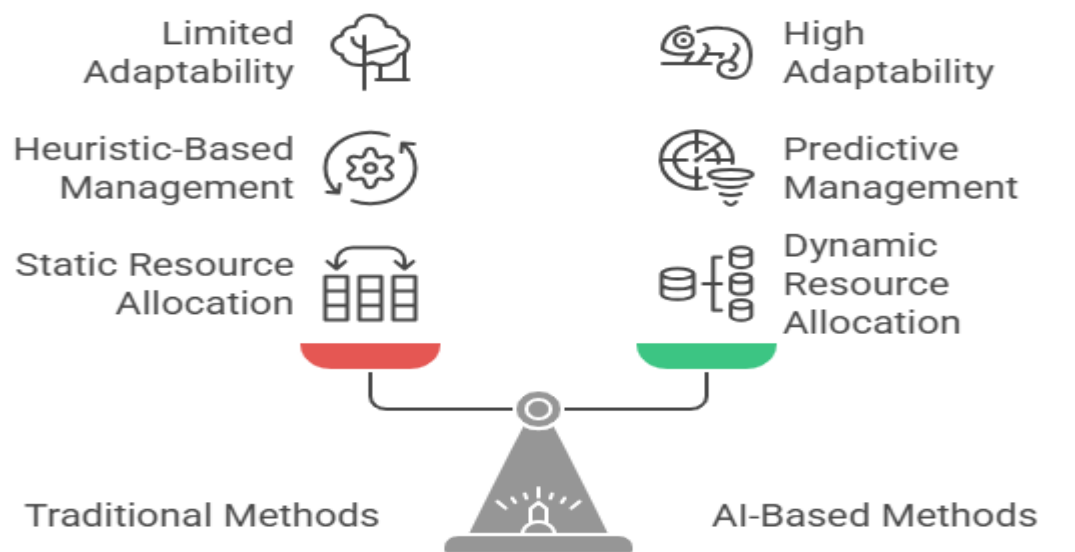 Limited
Adaptability
High
Adaptability
Heuristic-Based
Management
Predictive
Management
Static Resource
Allocation
Dynamic
Resource
Allocation
Traditional Methods
AI-Based Methods